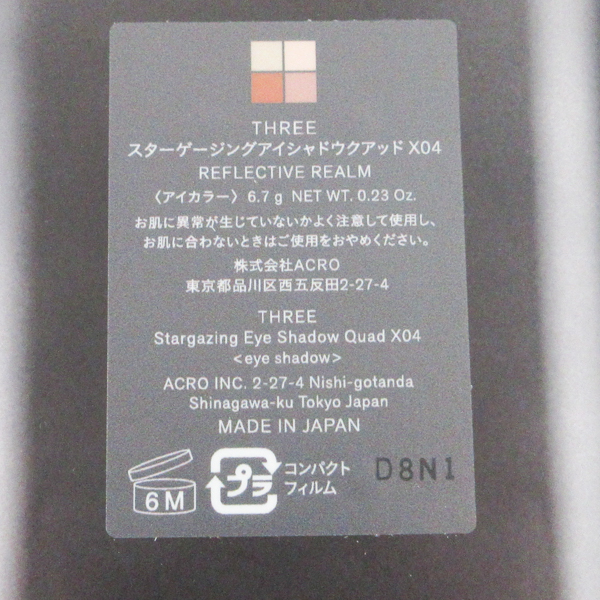 THREE
スターゲージングアイシャドウクアッド X04
REFLECTIVE REALM
〈アイカラー〉6.7 g NET WT. 0.23 Oz.
お肌に異常が生じていないかよく注意して使用し、
お肌に合わないときはご使用をおやめください。
株式会社ACRO
東京都品川区西五反田2-27-4
THREE
Stargazing Eye Shadow Quad X04
<eye shadow>
ACRO INC. 2-27-4 Nishi-gotanda
Shinagawa-ku Tokyo Japan
MADE IN JAPAN
6M
プラ
コンパクト
フィルム
D8N1